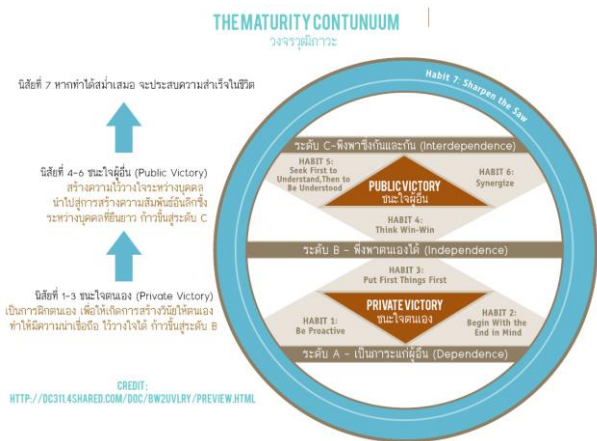 THE MATURITY CONTUNUUM
วงจรวุฒิภาวะ
นิสัยที่ 7 หากทำได้สม่ำเสมอ จะประสบความสำเร็จในชีวิต
นิสัยที่ 4-6 ชนะใจผู้อื่น (Public Victory)
สร้างความไว้วางใจระหว่างบุคคล
นำไปสู่การสร้างความสัมพันธ์อันลึกซึ้ง
ระหว่างบุคคลที่ยืนยาว ก้าวขึ้นสู่ระดับ C
นิสัยที่ 1-3 ชนะใจตนเอง (Private Victory)
เป็นการฝึกตนเอง เพื่อให้เกิดการสร้างวินัยให้ตนเอง
ทำให้มีความน่าเชื่อถือ ไว้วางใจได้ ก้าวขึ้นสู่ระดับ B
CREDIT:
HTTP://DC311.4SHARED.COM/DOC/BW2UVLRY/PREVIEW.HTML
Habit 7: Sharpen the Saw
ระดับ C-พึ่งพาซึ่งกันและกัน (Interdependence)
HABIT 5:
Seek First to
Understand,Then to
Be Understood
PUBLIC VICTORY
ชนะใจผู้อื่น
HABIT 6:
Synergize
HABIT 4:
Think Win-Win
ระดับ B - พึ่งพาตนเองได้ (Independence)
HABIT 3:
Put First Things First
HABIT 1:
Be Proactive
PRIVATE VICTORY
ชนะใจตนเอง
HABIT 2:
Begin With the
End in Mind
ระดับ A - เป็นภาระแก่ผู้อื่น (Dependence)